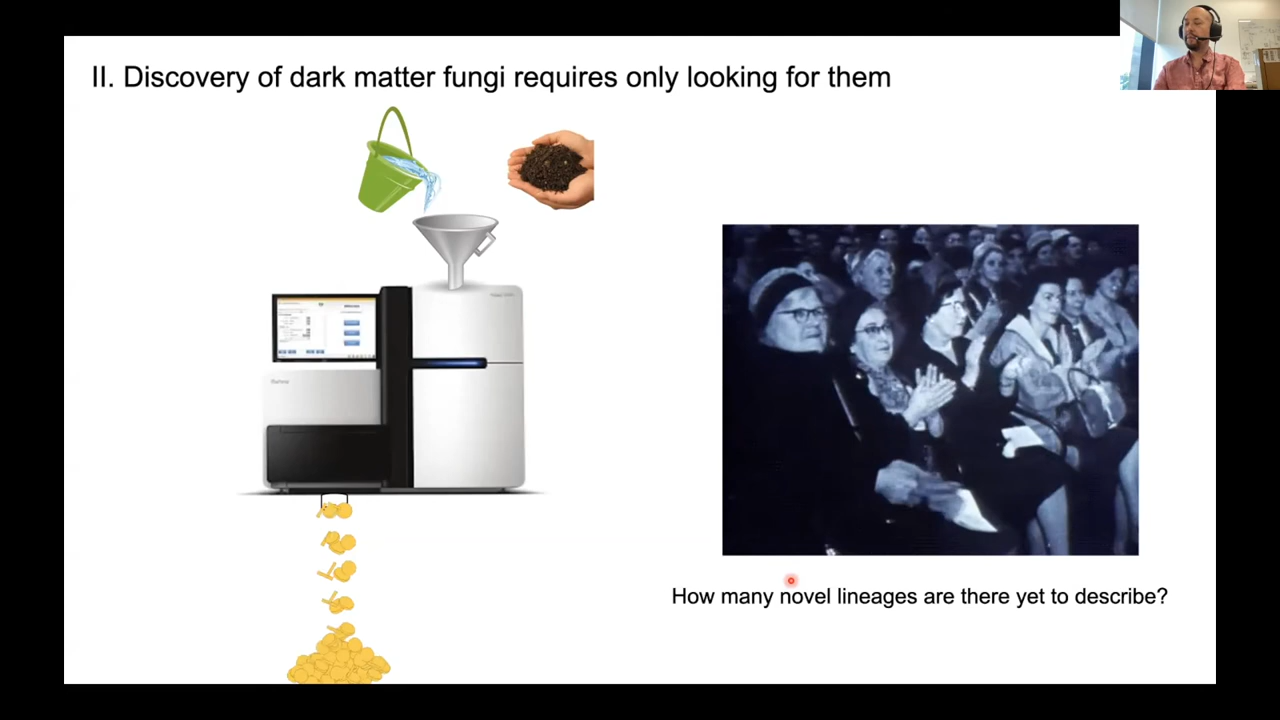 II. Discovery of dark matter fungi requires only looking for them
How many novel lineages are there yet to describe?